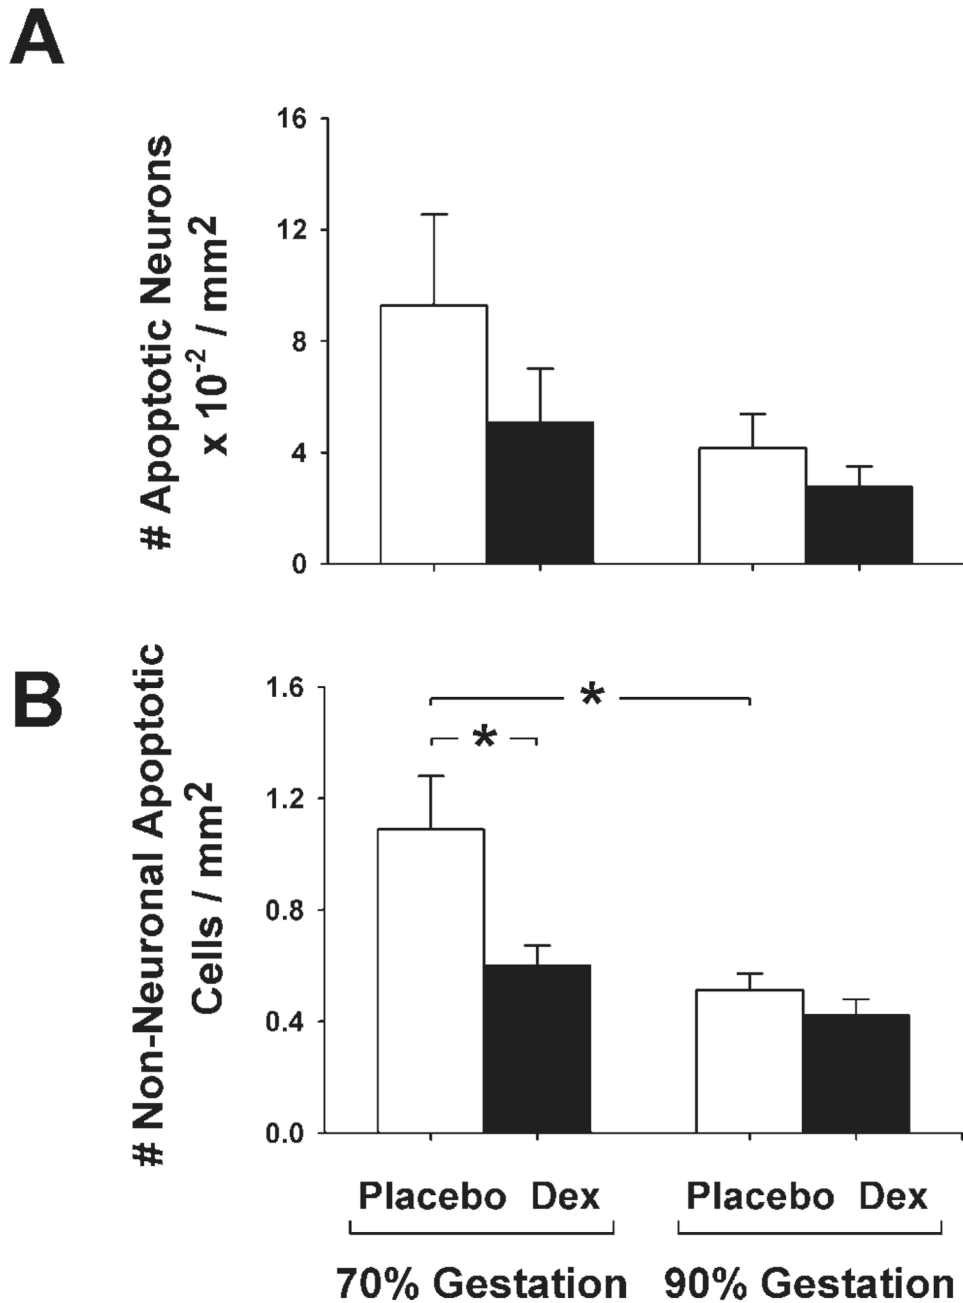 A
# Apoptotic Neurons
x 10⁻² / mm²
16
12
8
4
0
B
# Non-Neuronal Apoptotic
Cells / mm²
1.6
1.2
0.8
0.4
0.0
*
*
Placebo Dex Placebo Dex
70% Gestation 90% Gestation